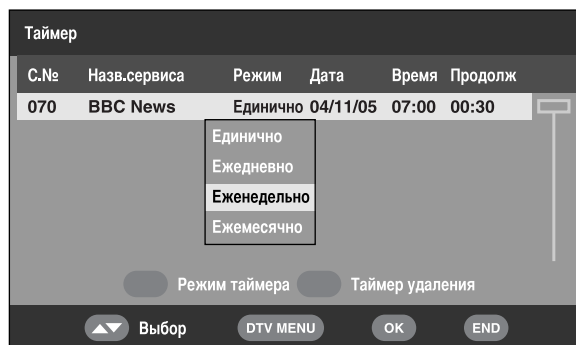 Таймер
С.№ Назв.сервиса Режим Дата Время Продолж
070 BBC News Единично 04/11/05 07:00 00:30
Единично
Ежедневно
Еженедельно
Ежемесячно
Режим таймера Таймер удаления
Выбор DTV MENU OK END